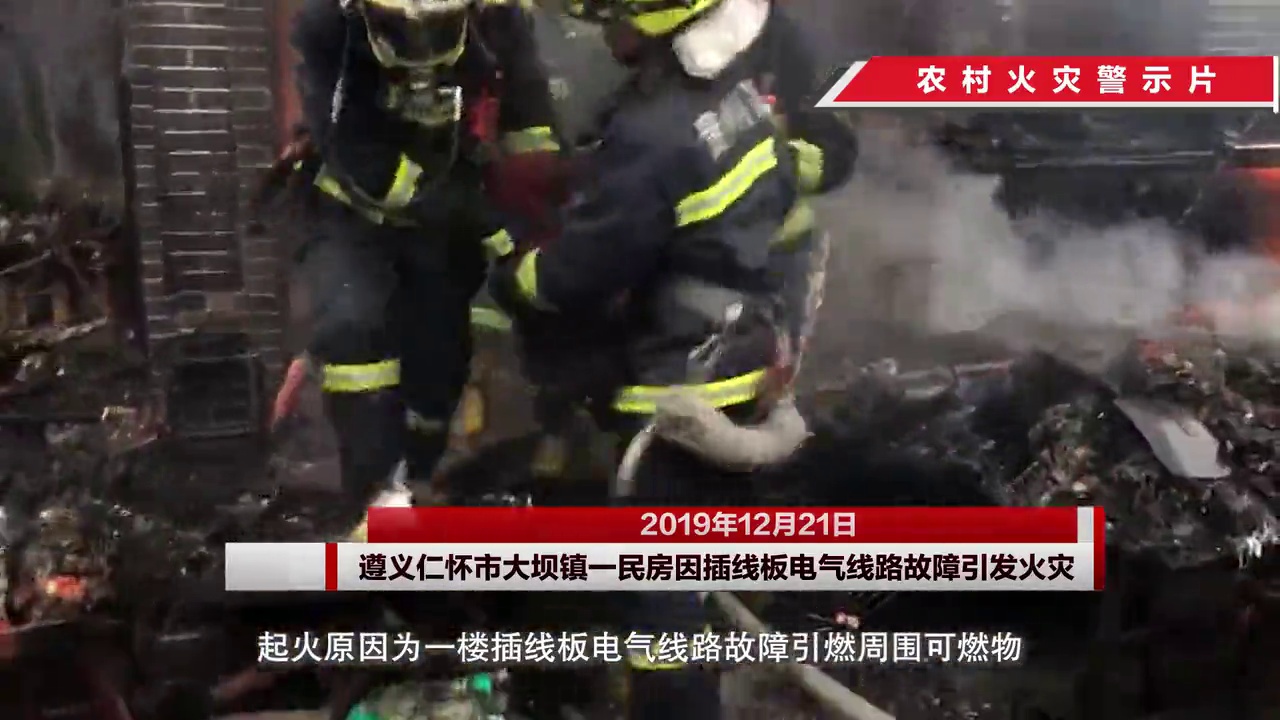 农村火灾警示片
2019年12月21日
遵义仁怀市大坝镇一民房因插线板电气线路故障引发火灾
起火原因为一楼插线板电气线路故障引燃周围可燃物